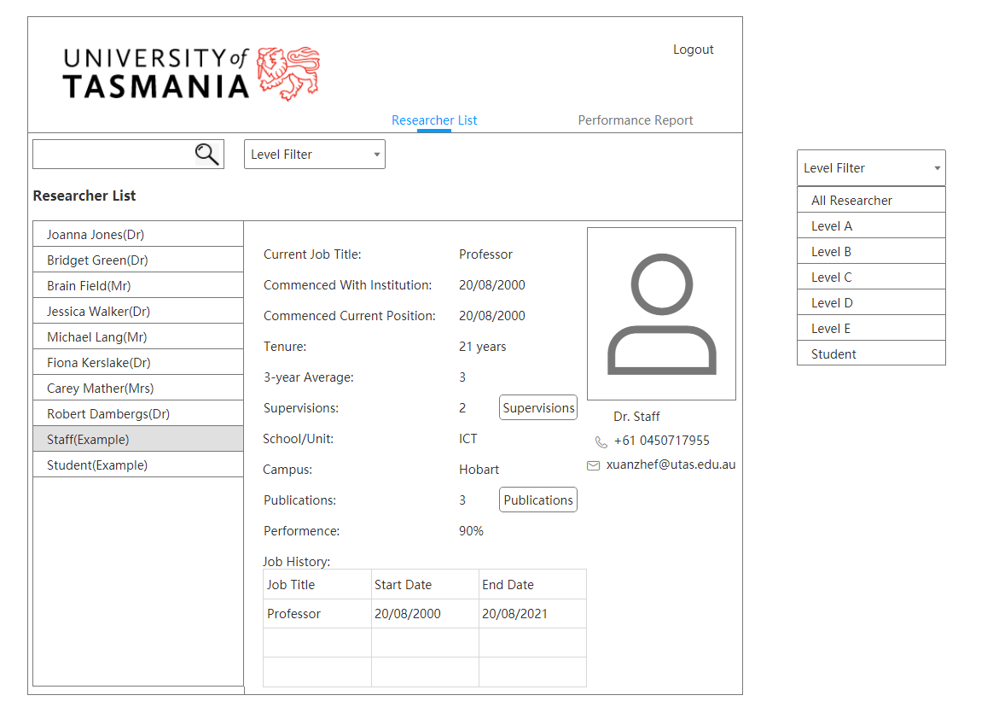 UNIVERSITY of
TASMANIA
Logout
Researcher List
Performance Report
Level Filter
Researcher List
Joanna Jones(Dr)
Bridget Green(Dr)
Brain Field(Mr)
Jessica Walker(Dr)
Michael Lang(Mr)
Fiona Kerslake(Dr)
Carey Mather(Mrs)
Robert Dambergs(Dr)
Staff(Example)
Student(Example)
Current Job Title: Professor
Commenced With Institution: 20/08/2000
Commenced Current Position: 20/08/2000
Tenure: 21 years
3-year Average: 3
Supervisions: 2 Supervisions
School/Unit: ICT
Campus: Hobart
Publications: 3 Publications
Performence: 90%
Job History:
Job Title Start Date End Date
Professor 20/08/2000 20/08/2021
Dr. Staff
+61 0450717955
xuanzhef@utas.edu.au
Level Filter
All Researcher
Level A
Level B
Level C
Level D
Level E
Student